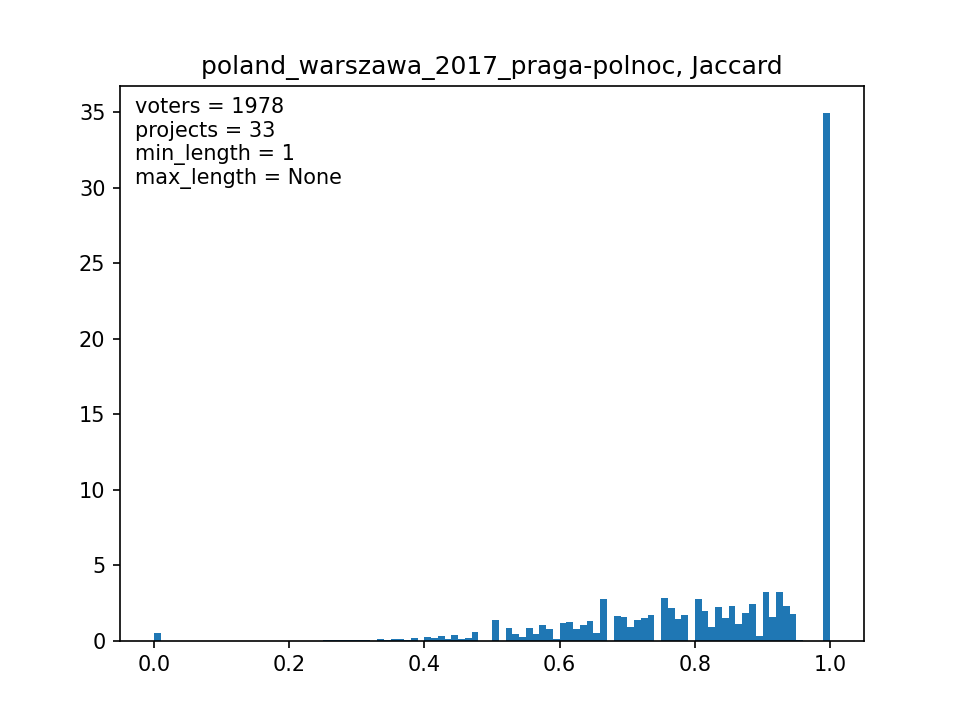 poland_warszawa_2017_praga-polnoc, Jaccard
voters = 1978
projects = 33
min_length = 1
max_length = None
35
30
25
20
15
10
5
0
0.0 0.2 0.4 0.6 0.8 1.0